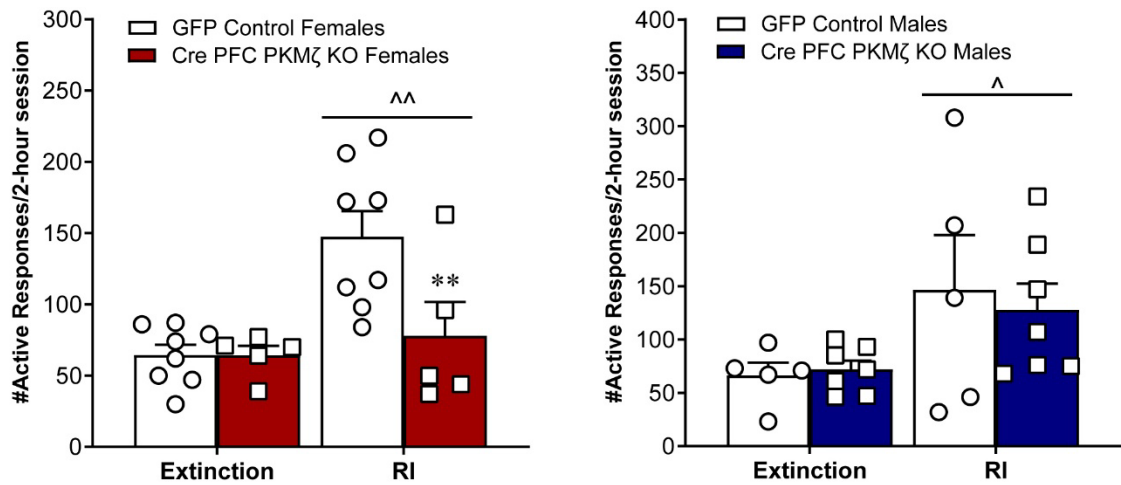 GFP Control Females
Cre PFC PKMζ KO Females
#Active Responses/2-hour session
300
250
200
150
100
50
0
^^
**
Extinction
RI
GFP Control Males
Cre PFC PKMζ KO Males
#Active Responses/2-hour session
400
350
300
250
200
150
100
50
0
^
Extinction
RI